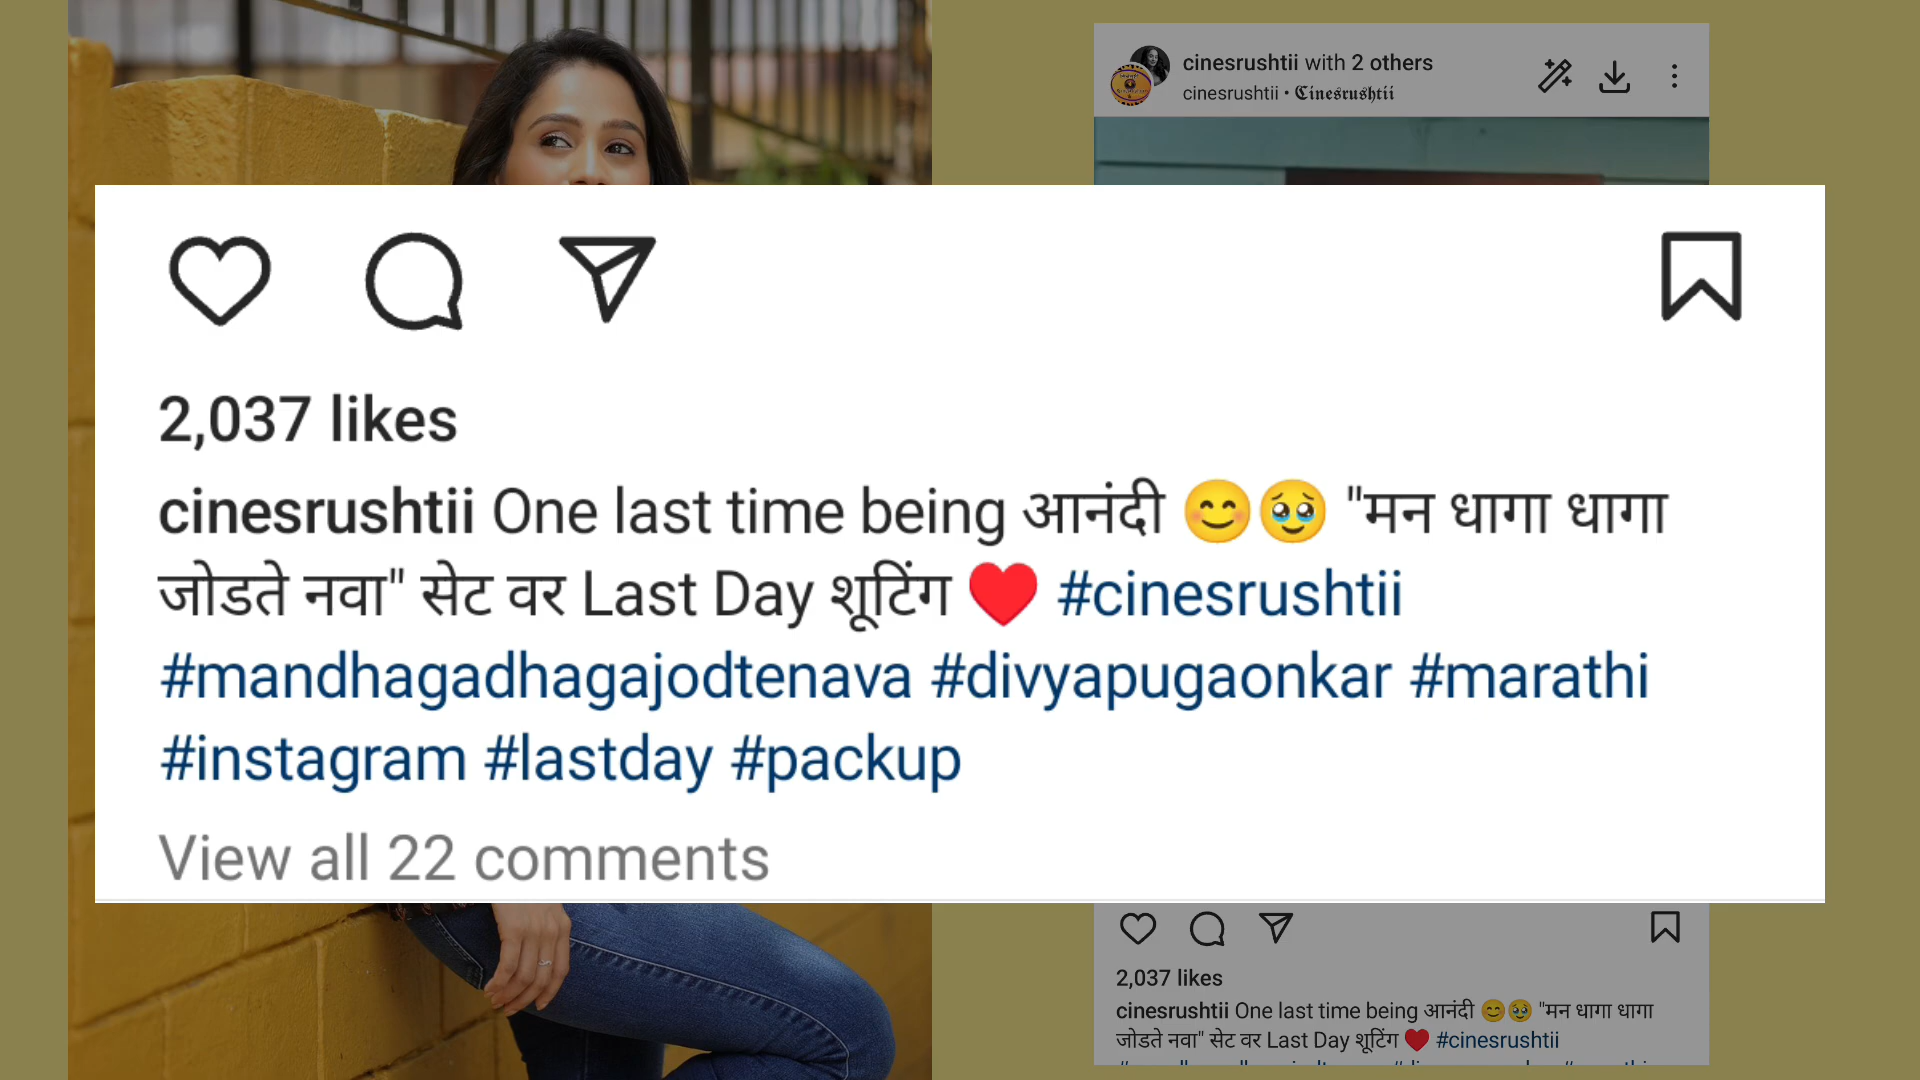 cinesrushtii with 2 others
cinesrushtii • Cinesrushtii
2,037 likes
cinesrushtii One last time being आनंदी 😊🥹 "मन धागा धागा
जोडते नवा" सेट वर Last Day शूटिंग ♥️ #cinesrushtii
#mandhagadhagajodtenava #divyapugaonkar #marathi
#instagram #lastday #packup
View all 22 comments
2,037 likes
cinesrushtii One last time being आनंदी 😊🥹 "मन धागा धागा
जोडते नवा" सेट वर Last Day शूटिंग ♥️ #cinesrushtii